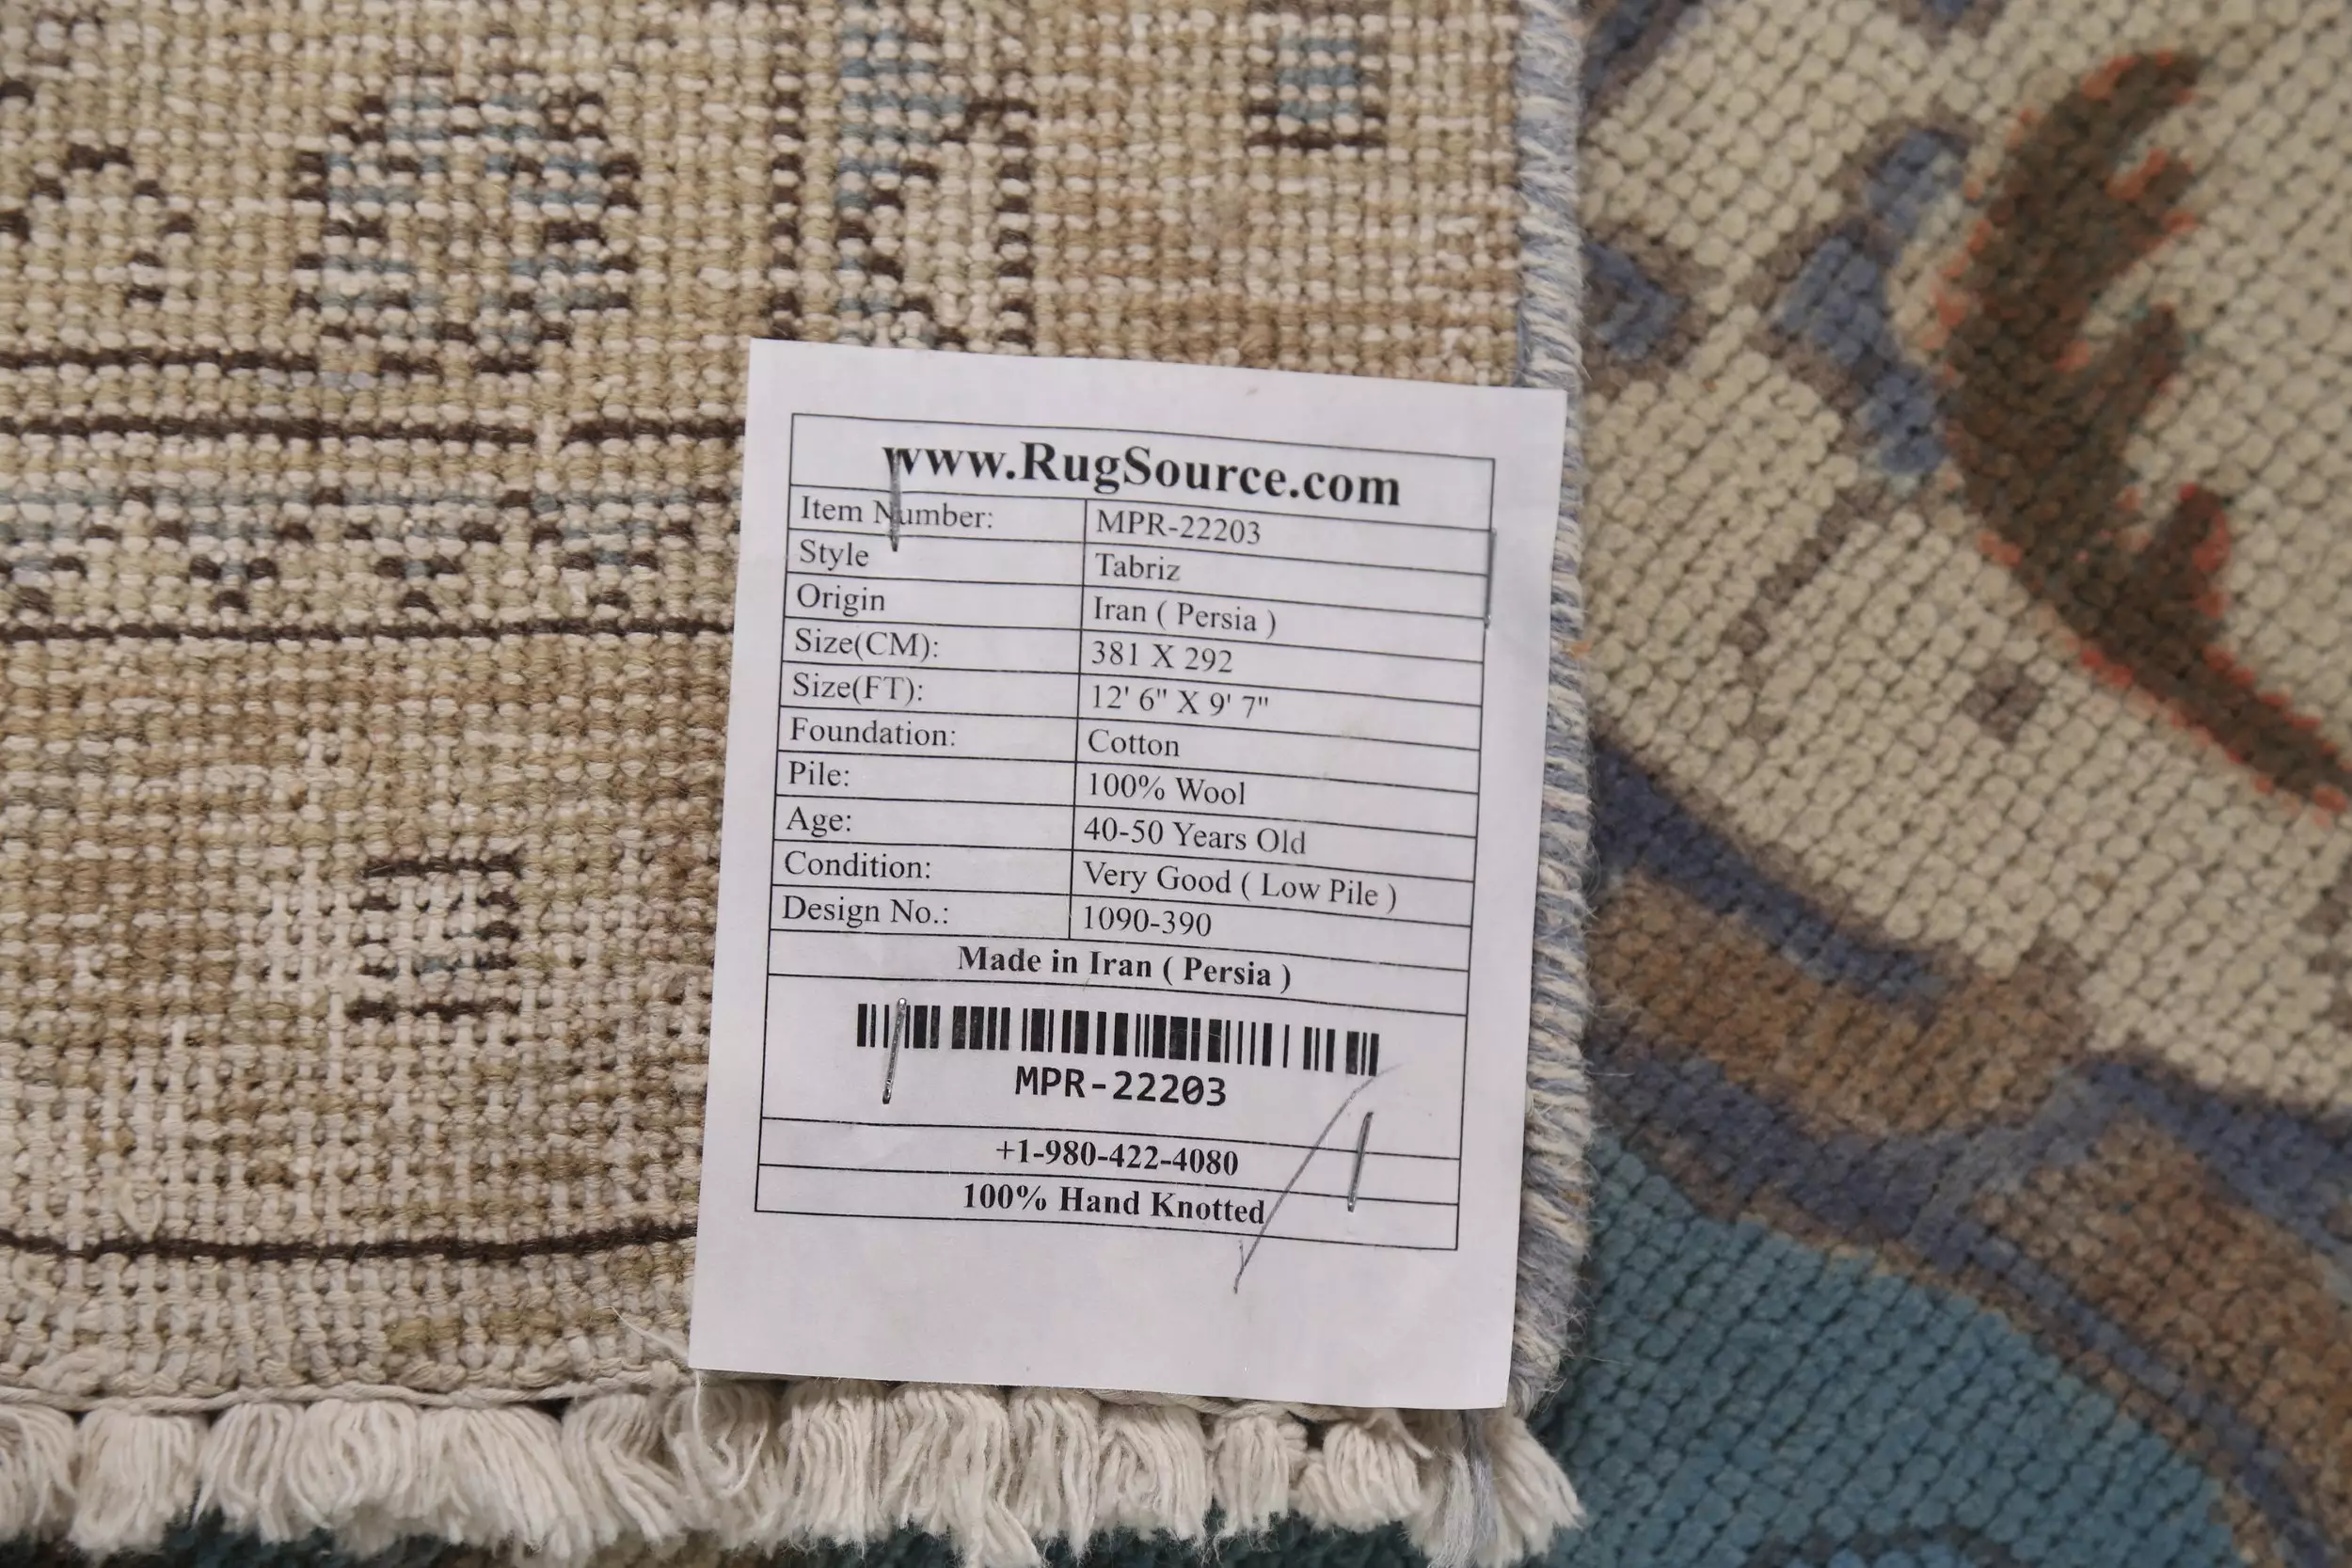 www.RugSource.com
Item Number: MPR-22203
Style Tabriz
Origin Iran ( Persia )
Size(CM): 381 X 292
Size(FT): 12' 6" X 9' 7"
Foundation: Cotton
Pile: 100% Wool
Age: 40-50 Years Old
Condition: Very Good ( Low Pile )
Design No.: 1090-390
Made in Iran ( Persia )
MPR-22203
+1-980-422-4080
100% Hand Knotted